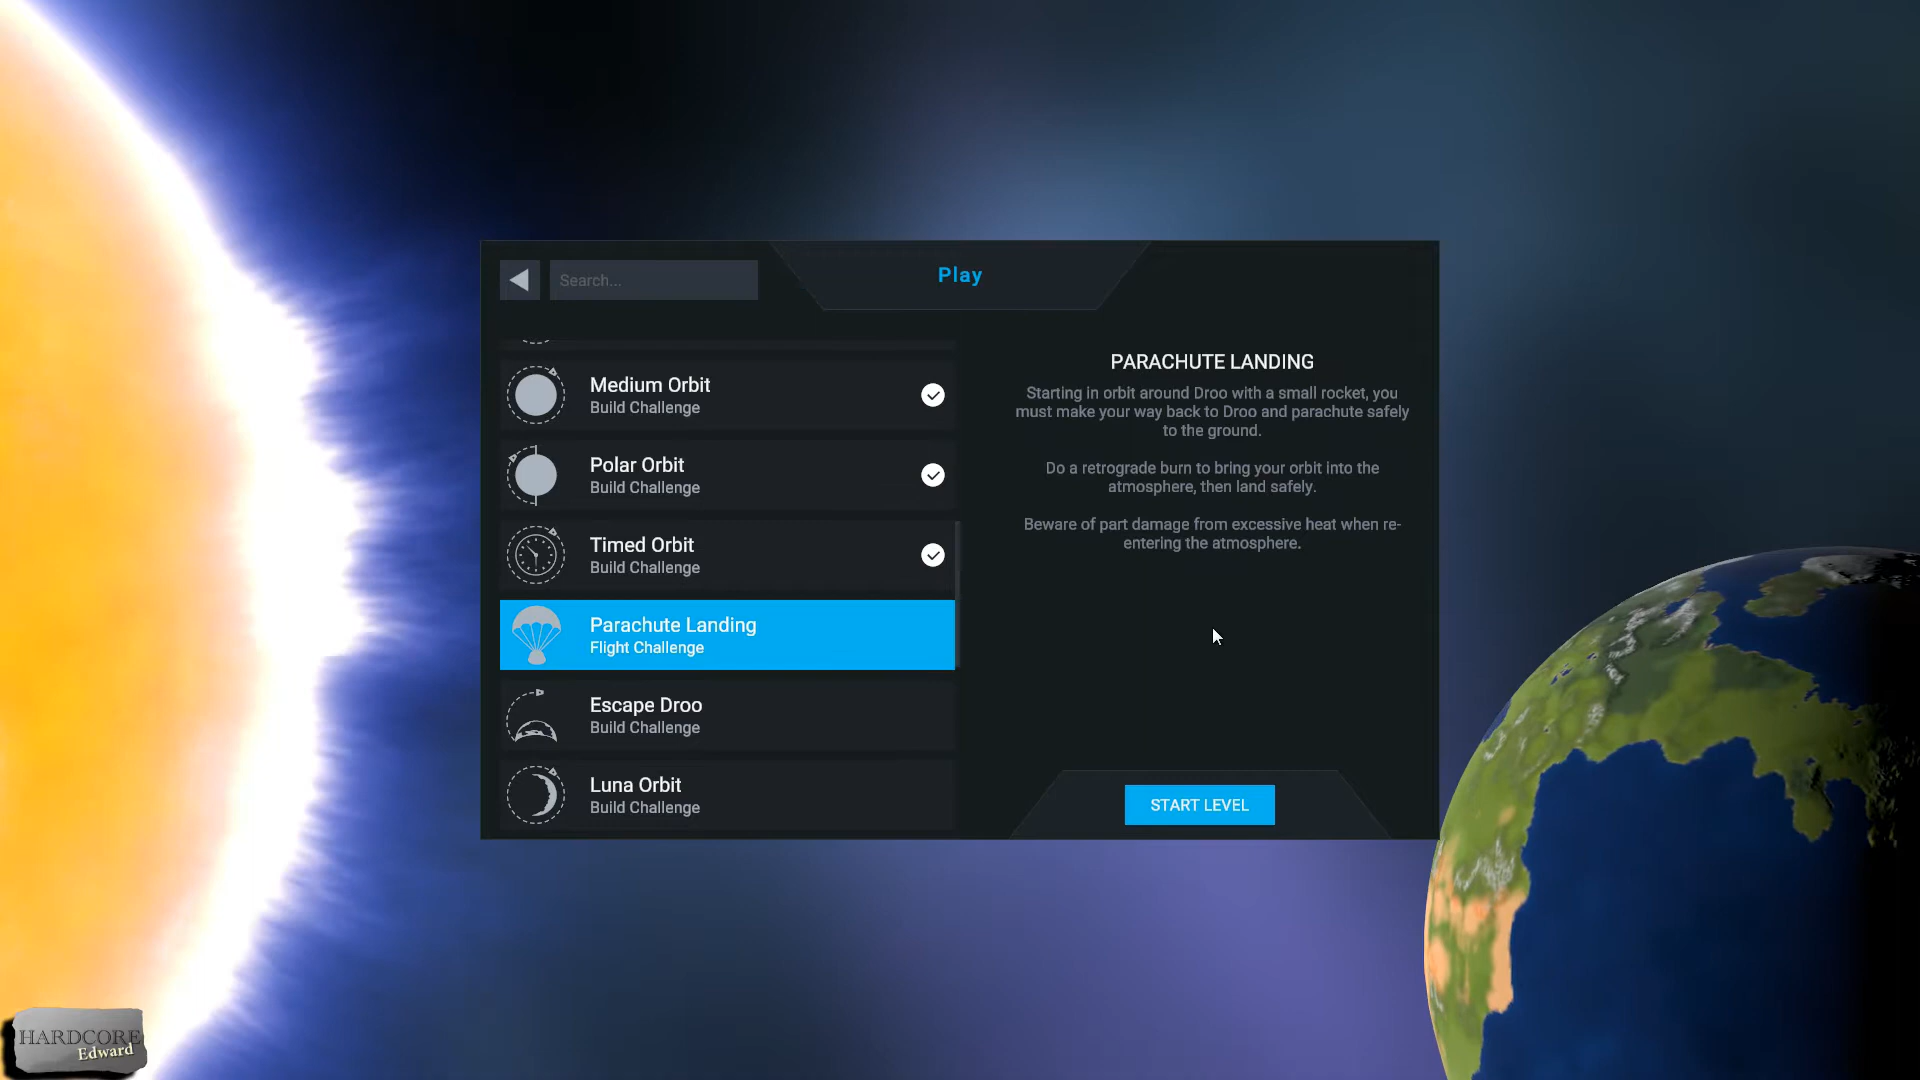 Search...
Play
Medium Orbit
Build Challenge
Polar Orbit
Build Challenge
Timed Orbit
Build Challenge
Parachute Landing
Flight Challenge
Escape Droo
Build Challenge
Luna Orbit
Build Challenge
PARACHUTE LANDING
Starting in orbit around Droo with a small rocket, you
must make your way back to Droo and parachute safely
to the ground.
Do a retrograde burn to bring your orbit into the
atmosphere, then land safely.
Beware of part damage from excessive heat when re-
entering the atmosphere.
START LEVEL
HARDCORE
Edward